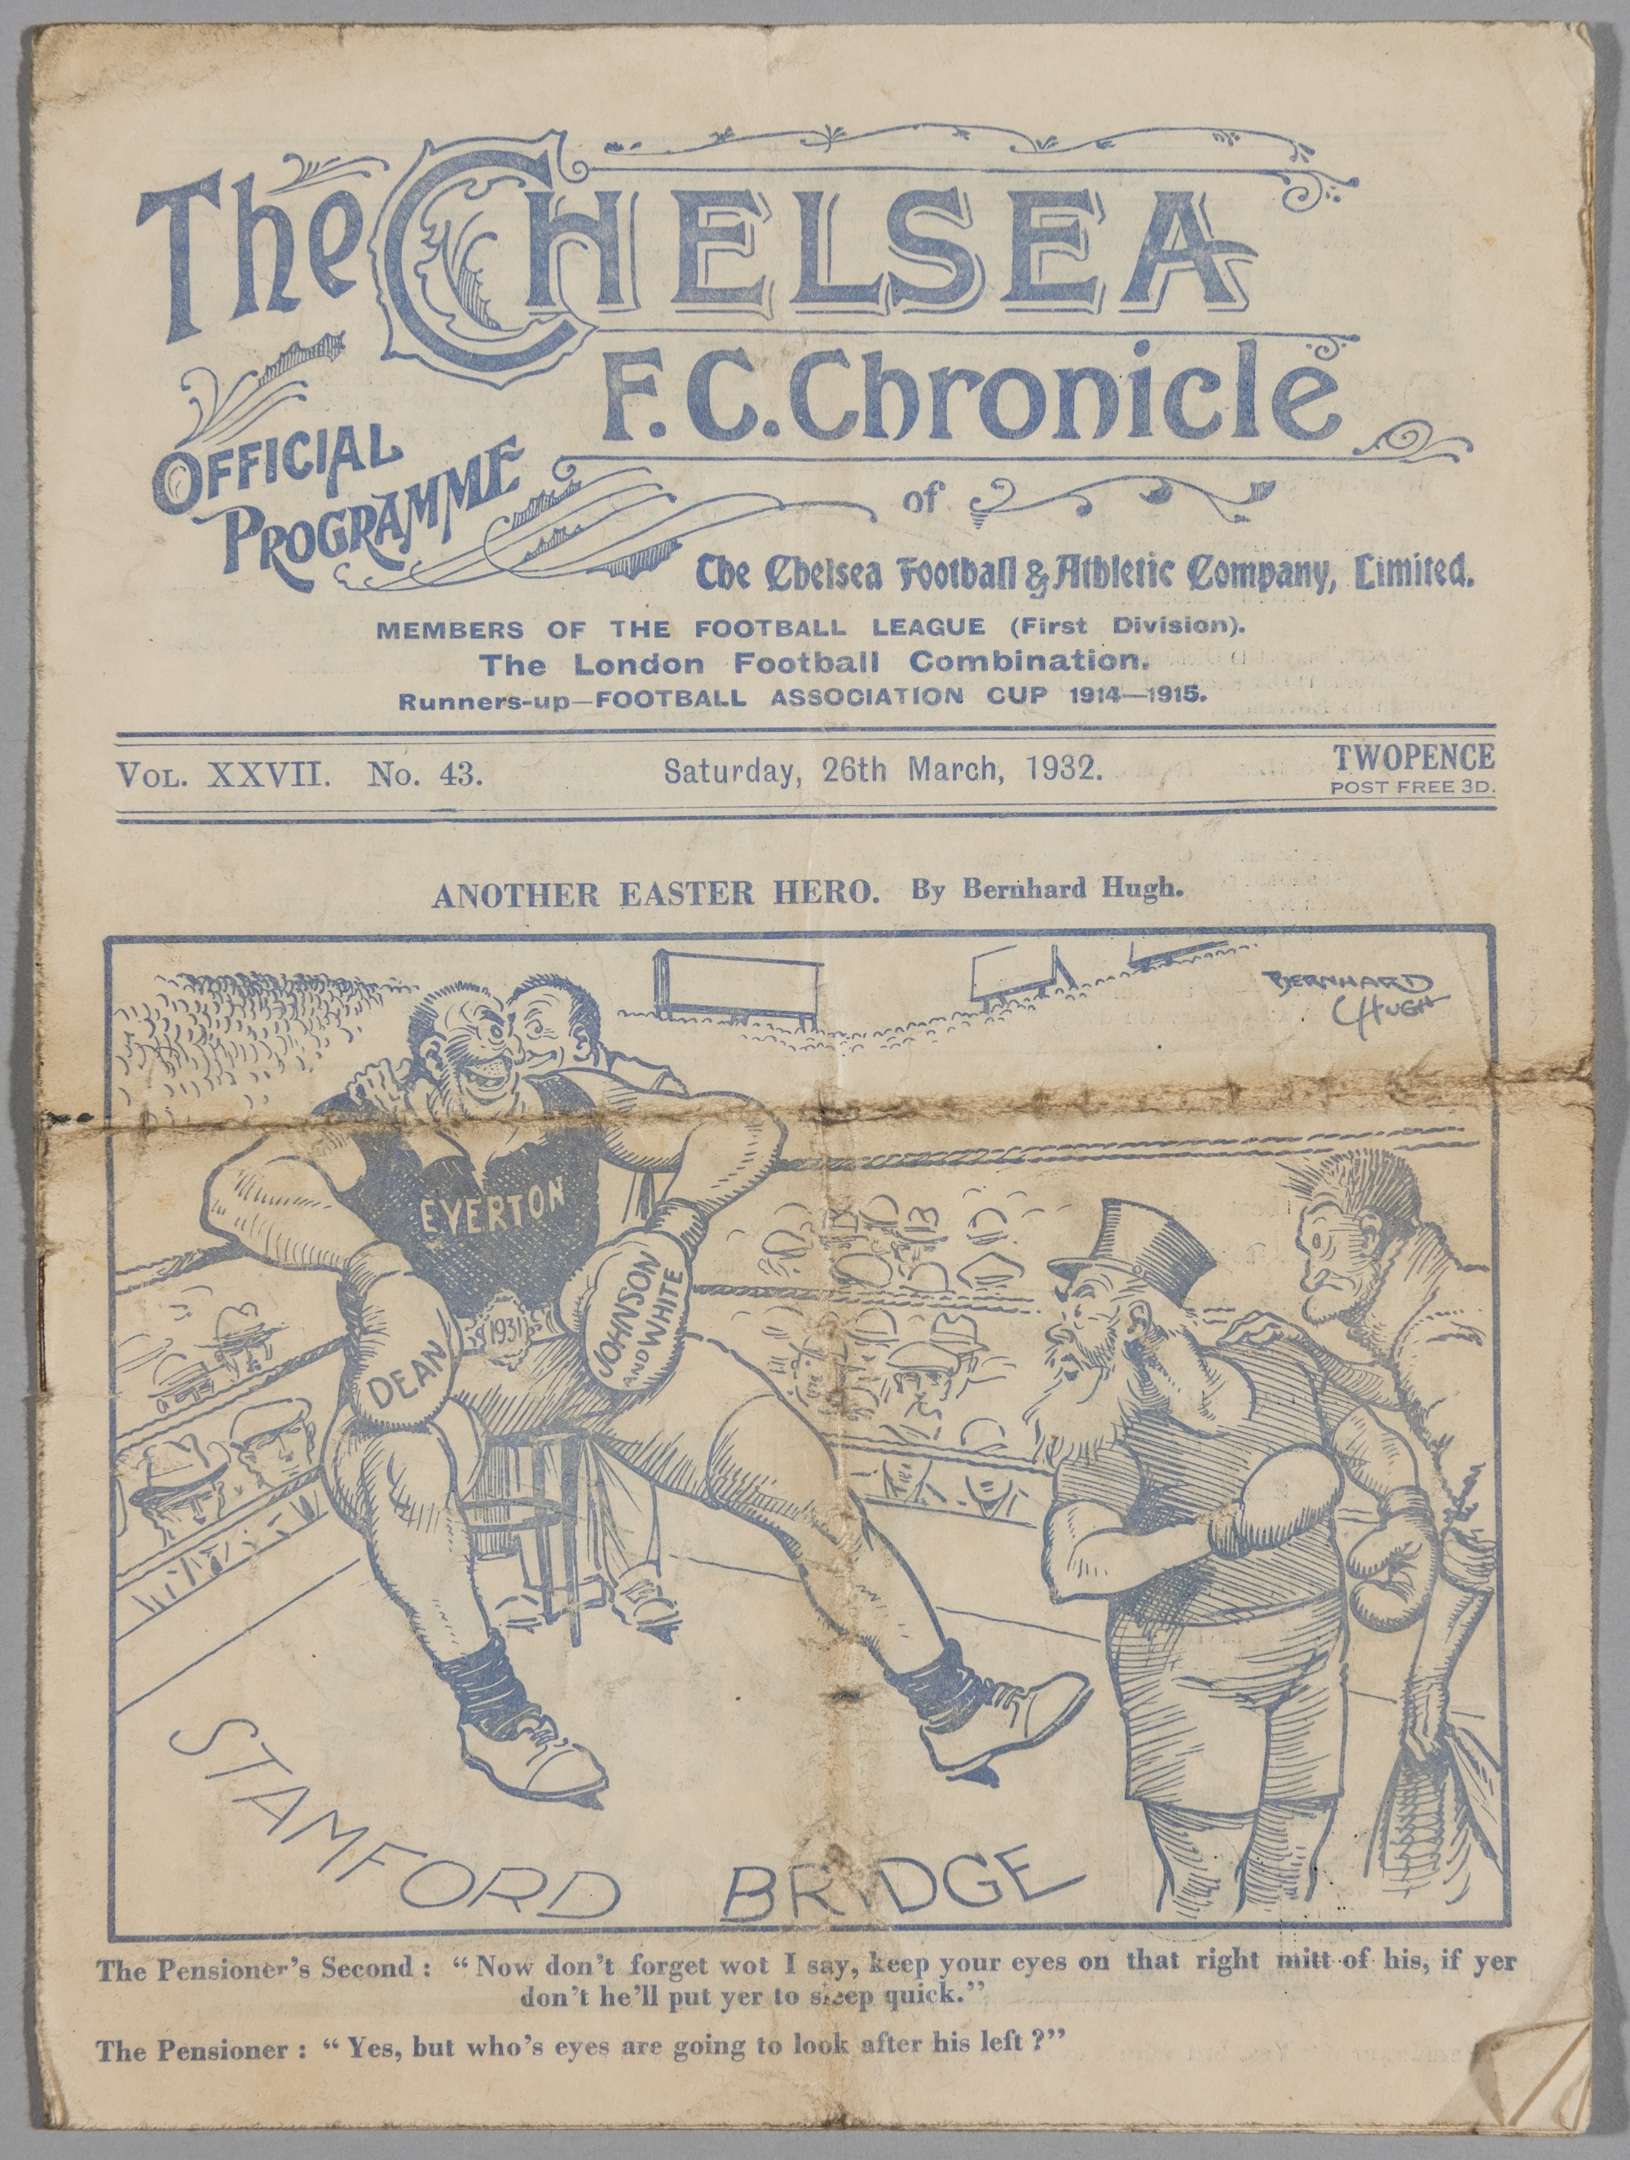 The CHELSEA
F.C. Chronicle
OFFICIAL
PROGRAMME
of
The Chelsea Football & Athletic Company, Limited.
MEMBERS OF THE FOOTBALL LEAGUE (First Division).
The London Football Combination.
Runners-up—FOOTBALL ASSOCIATION CUP 1914—1915.
VOL. XXVII. No. 43.
Saturday, 26th March, 1932.
TWOPENCE
POST FREE 3D.
ANOTHER EASTER HERO. By Bernhard Hugh.
BERNHARD
HUGH
EVERTON
1931
DEAN
JOHNSON
AND WHITE
STAMFORD BRIDGE
The Pensioner's Second : “Now don't forget wot I say, keep your eyes on that right mitt of his, if yer
don't he'll put yer to sleep quick.”
The Pensioner : “Yes, but who's eyes are going to look after his left ?”